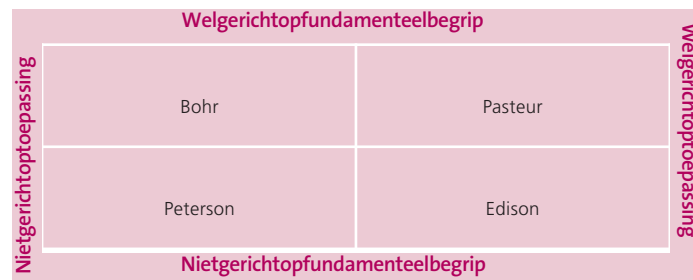 Welgerichtopfundamenteelbegrip
Nietgerichtoptoepassing
Bohr
Pasteur
Welgerichtoptoepassing
Peterson
Edison
Nietgerichtopfundamenteelbegrip